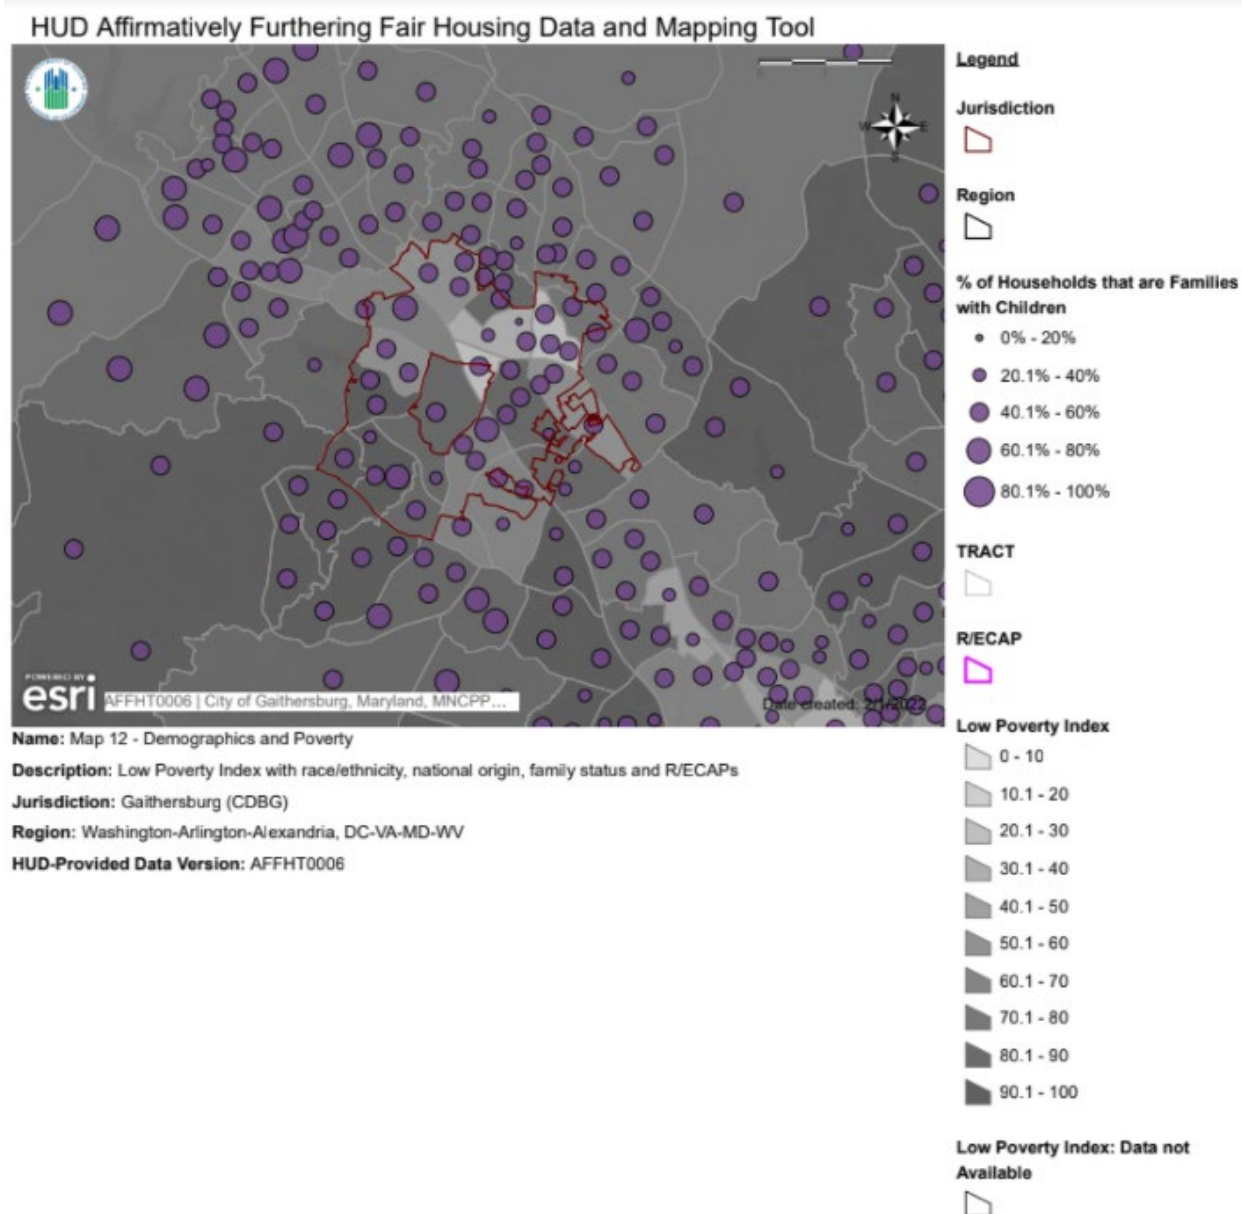 HUD Affirmatively Furthering Fair Housing Data and Mapping Tool
N
W E
S
POWERED BY
esri
AFFHT0006 | City of Gaithersburg, Maryland, MNCPP...
Date created: 2/1/2022
Name: Map 12 - Demographics and Poverty
Description: Low Poverty Index with race/ethnicity, national origin, family status and R/ECAPs
Jurisdiction: Gaithersburg (CDBG)
Region: Washington-Arlington-Alexandria, DC-VA-MD-WV
HUD-Provided Data Version: AFFHT0006
Legend
Jurisdiction
Region
% of Households that are Families
with Children
0% - 20%
20.1% - 40%
40.1% - 60%
60.1% - 80%
80.1% - 100%
TRACT
R/ECAP
Low Poverty Index
0 - 10
10.1 - 20
20.1 - 30
30.1 - 40
40.1 - 50
50.1 - 60
60.1 - 70
70.1 - 80
80.1 - 90
90.1 - 100
Low Poverty Index: Data not
Available